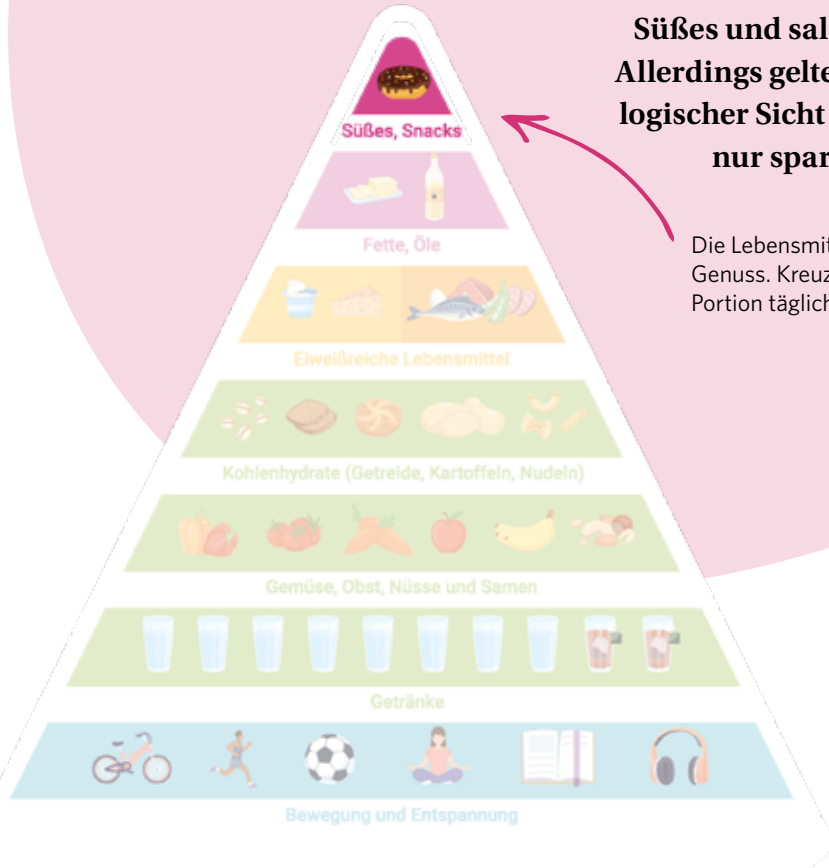 Süßes und sal
Allerdings gelte
logischer Sicht
nur spar
Die Lebensmit
Genuss. Kreuz
Portion täglich
Süßes, Snacks
Fette, Öle
Eiweißreiche Lebensmittel
Kohlenhydrate (Getreide, Kartoffeln, Nudeln)
Gemüse, Obst, Nüsse und Samen
Getränke
Bewegung und Entspannung